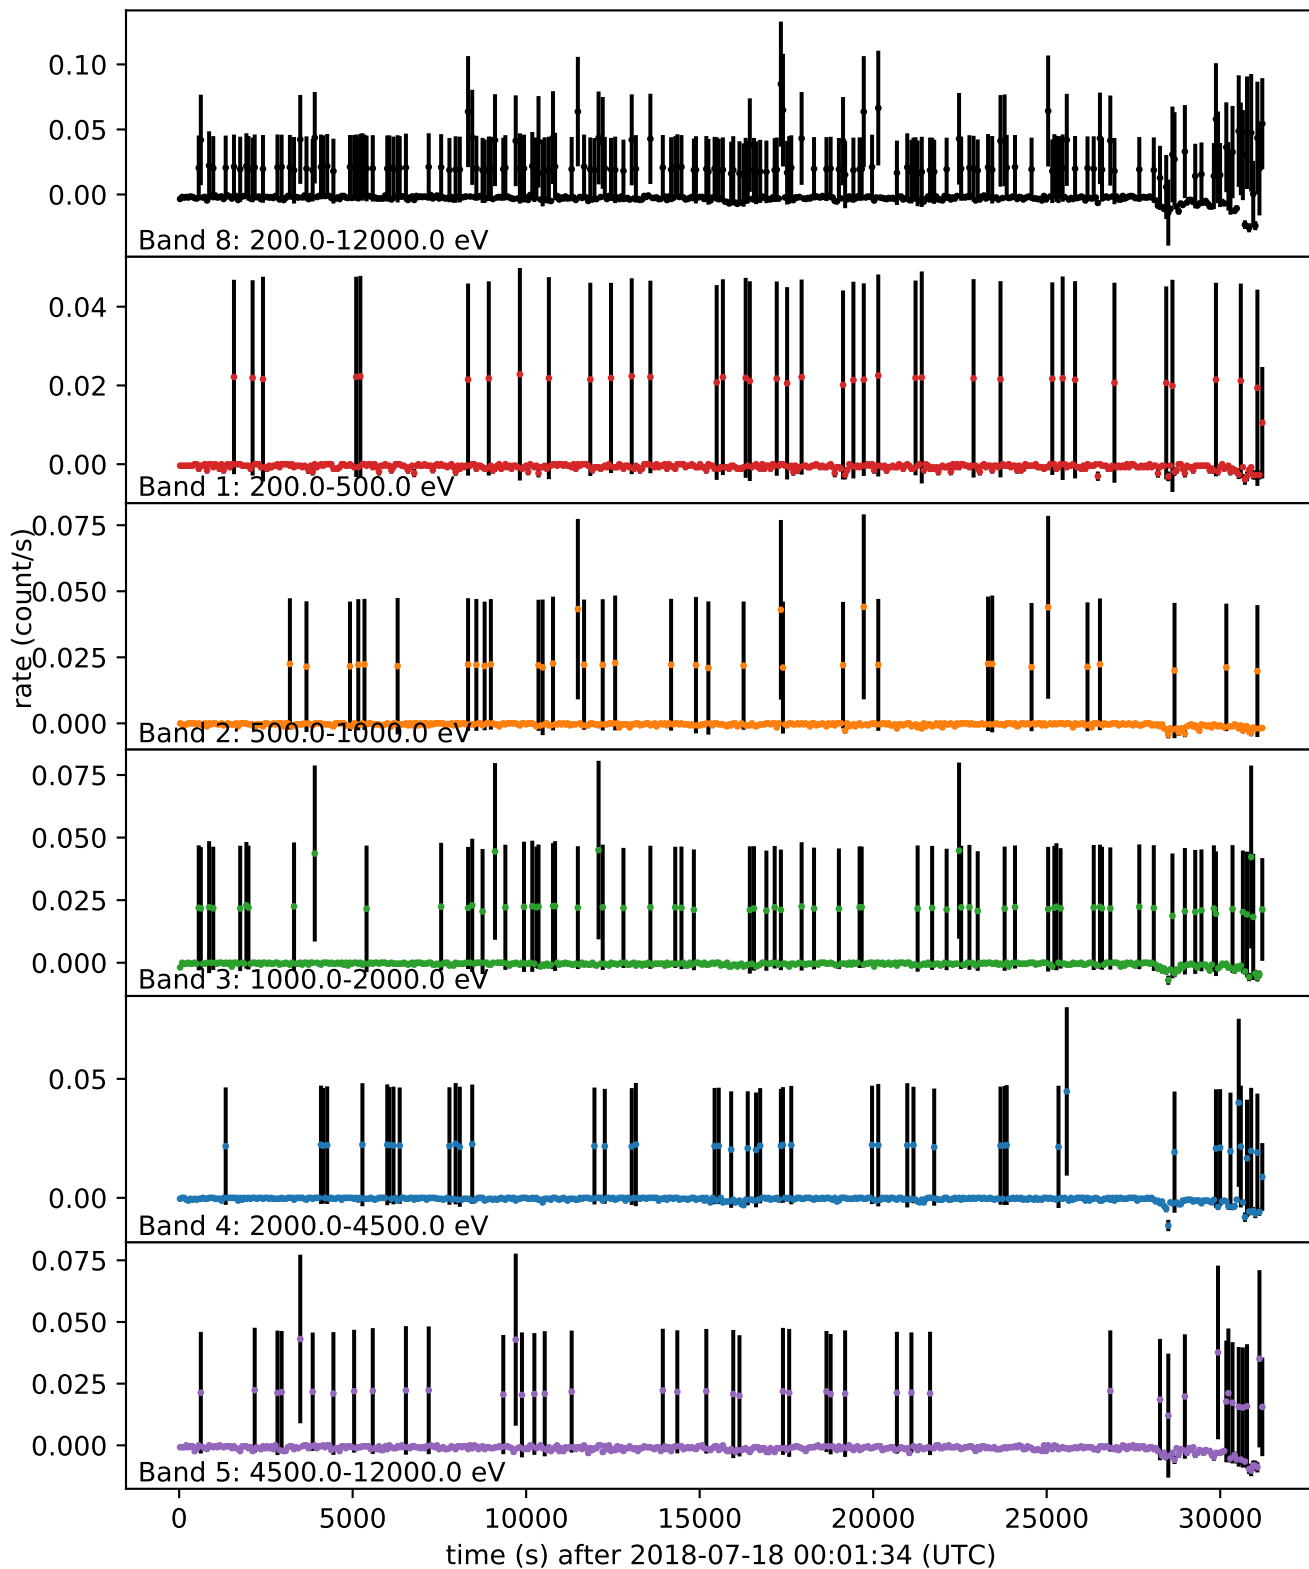 0.10
0.05
0.00
Band 8: 200.0-12000.0 eV
0.04
0.02
0.00
Band 1: 200.0-500.0 eV
rate (count/s)
0.075
0.050
0.025
0.000
Band 2: 500.0-1000.0 eV
0.075
0.050
0.025
0.000
Band 3: 1000.0-2000.0 eV
0.05
0.00
Band 4: 2000.0-4500.0 eV
0.075
0.050
0.025
0.000
Band 5: 4500.0-12000.0 eV
0 5000 10000 15000 20000 25000 30000
time (s) after 2018-07-18 00:01:34 (UTC)